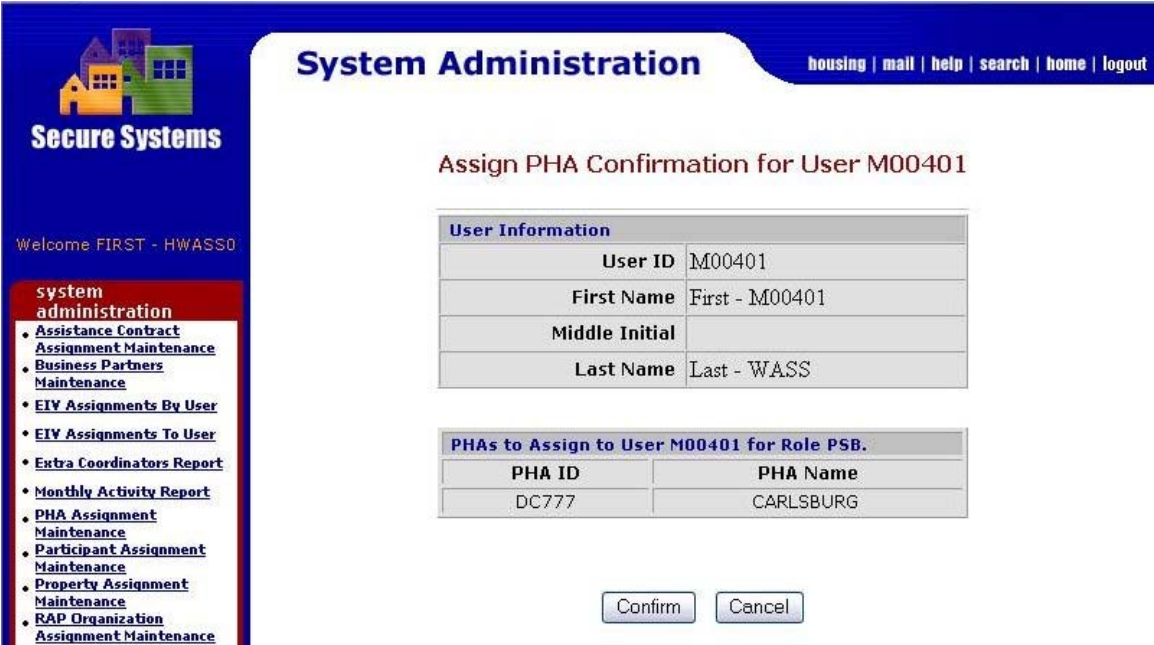 System Administration
housing | mail | help | search | home | logout
Secure Systems
Welcome FIRST - HWASS0
system
administration
• Assistance Contract
Assignment Maintenance
• Business Partners
Maintenance
• EIV Assignments By User
• EIV Assignments To User
• Extra Coordinators Report
• Monthly Activity Report
• PHA Assignment
Maintenance
• Participant Assignment
Maintenance
• Property Assignment
Maintenance
• RAP Organization
Assignment Maintenance
Assign PHA Confirmation for User M00401
User Information
User ID M00401
First Name First - M00401
Middle Initial
Last Name Last - WASS
PHAs to Assign to User M00401 for Role PSB.
PHA ID PHA Name
DC777 CARLSBURG
Confirm Cancel